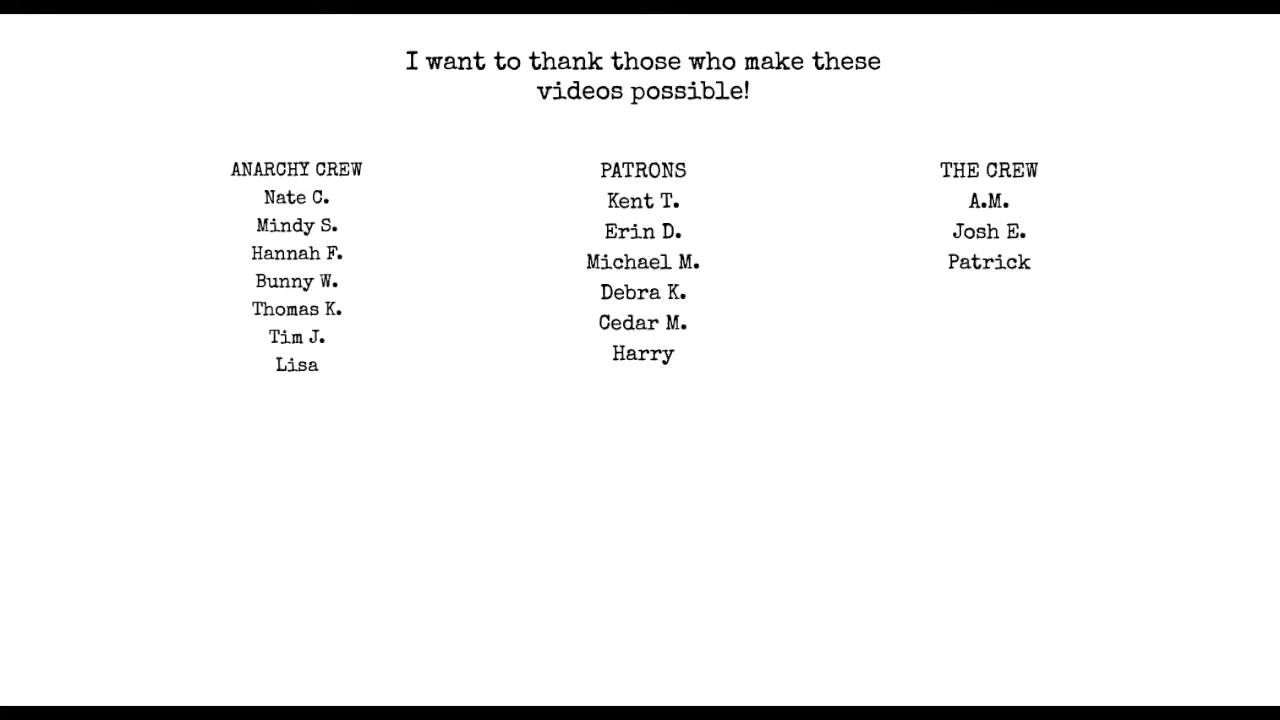 I want to thank those who make these
videos possible!
ANARCHY CREW
Nate C.
Mindy S.
Hannah F.
Bunny W.
Thomas K.
Tim J.
Lisa
PATRONS
Kent T.
Erin D.
Michael M.
Debra K.
Cedar M.
Harry
THE CREW
A.M.
Josh E.
Patrick